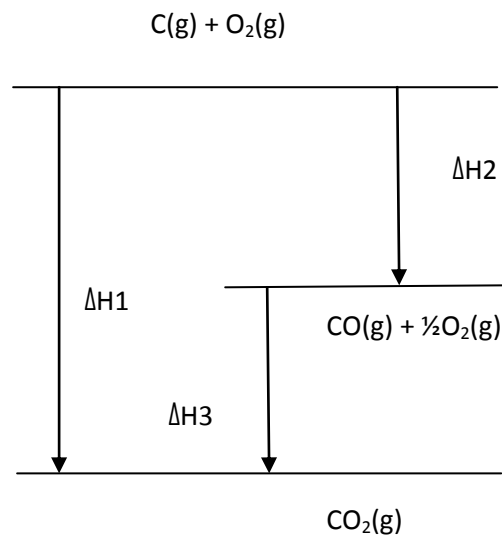 C(g) + O₂(g)
ΔH2
ΔH1
CO(g) + ½O₂(g)
ΔH3
CO₂(g)